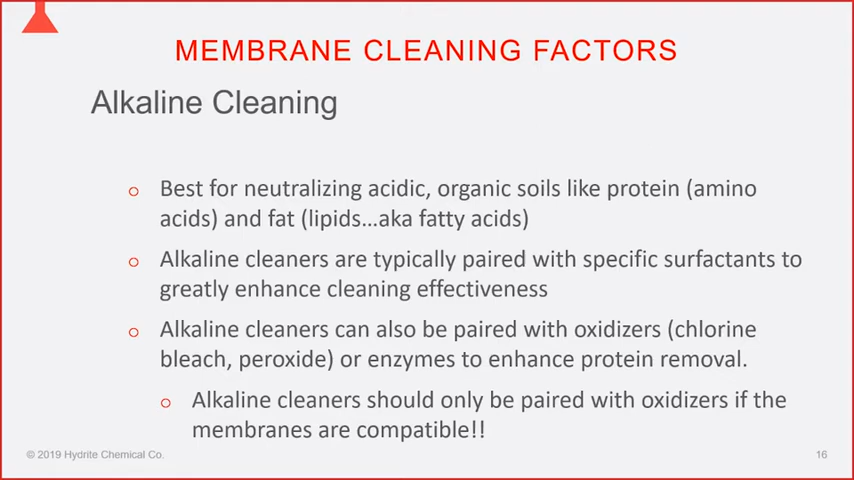 MEMBRANE CLEANING FACTORS
Alkaline Cleaning
o Best for neutralizing acidic, organic soils like protein (amino
acids) and fat (lipids...aka fatty acids)
o Alkaline cleaners are typically paired with specific surfactants to
greatly enhance cleaning effectiveness
o Alkaline cleaners can also be paired with oxidizers (chlorine
bleach, peroxide) or enzymes to enhance protein removal.
o Alkaline cleaners should only be paired with oxidizers if the
membranes are compatible!!
© 2019 Hydrite Chemical Co.
16